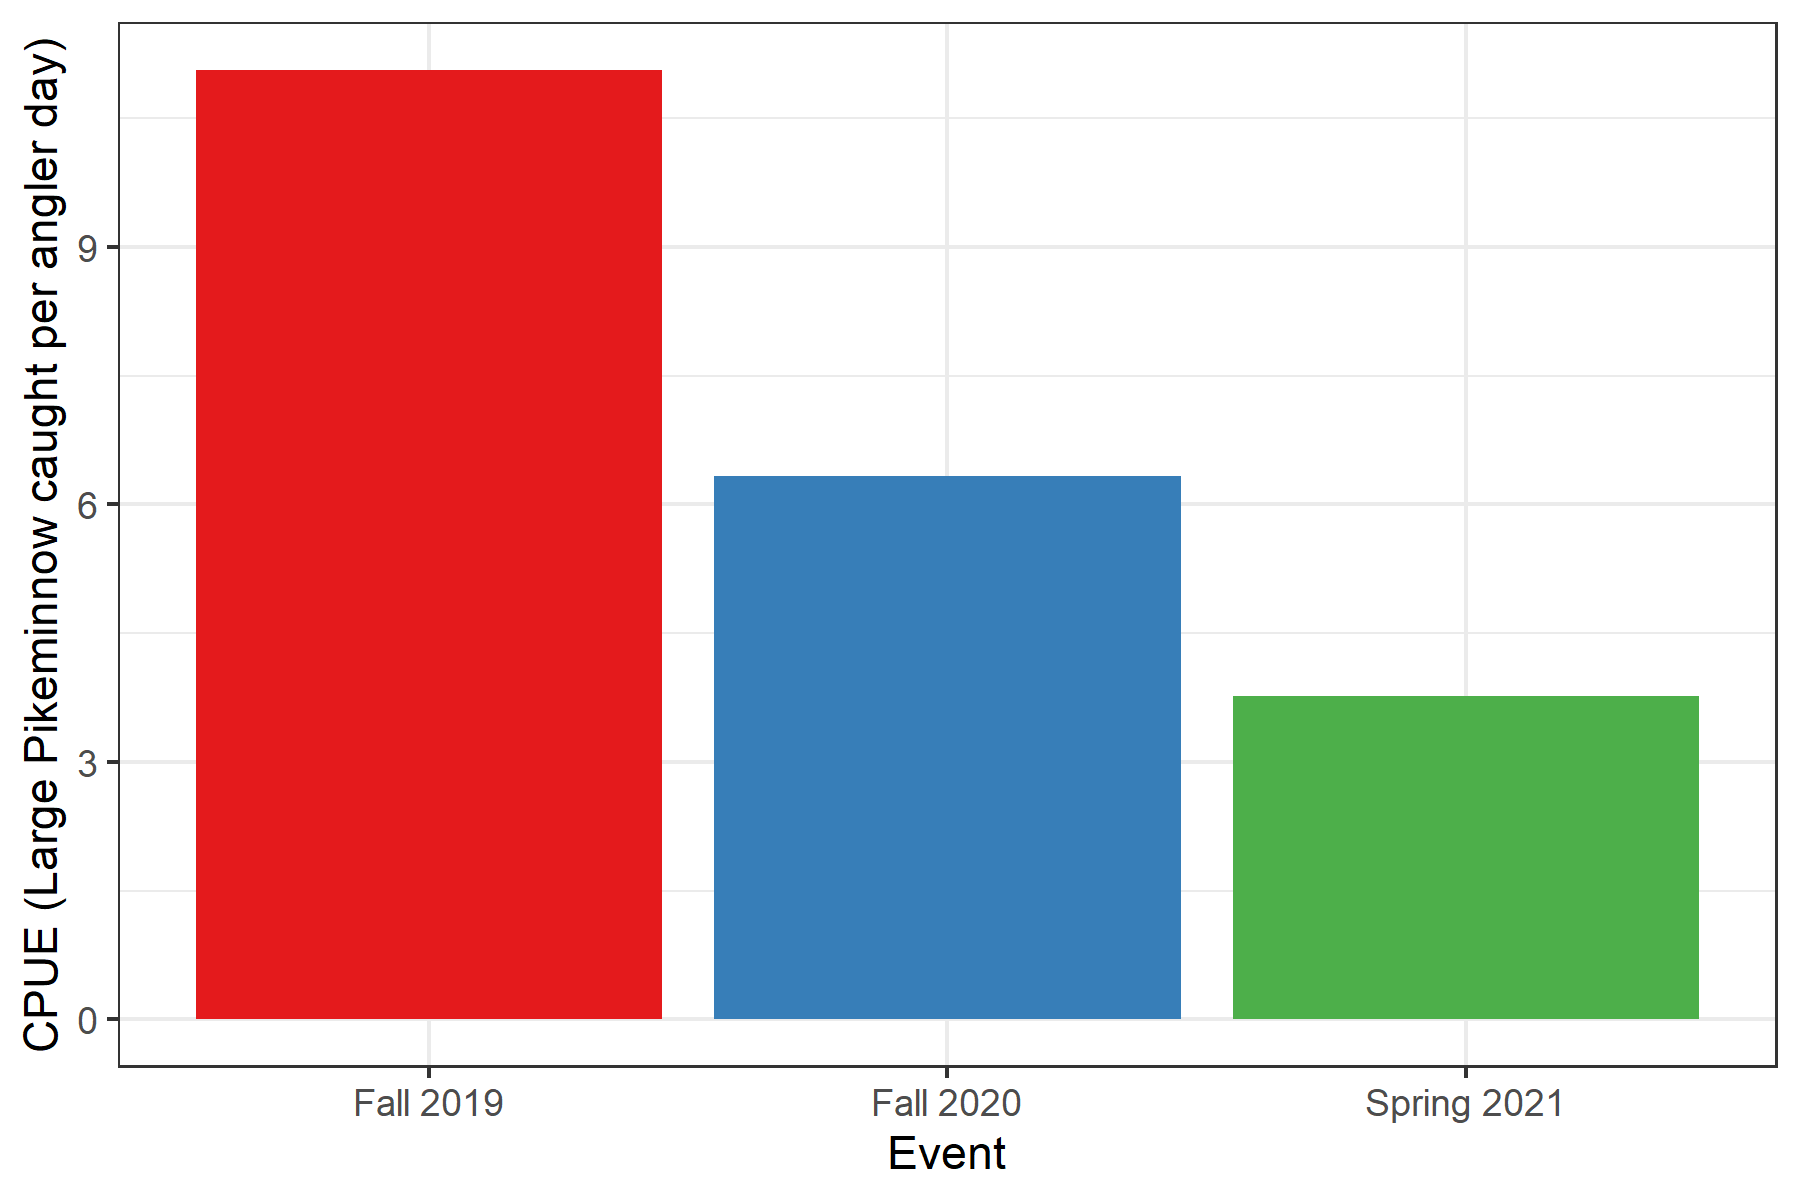 CPUE (Large Pikeminnow caught per angler day)
9
6
3
0
Fall 2019
Fall 2020
Spring 2021
Event